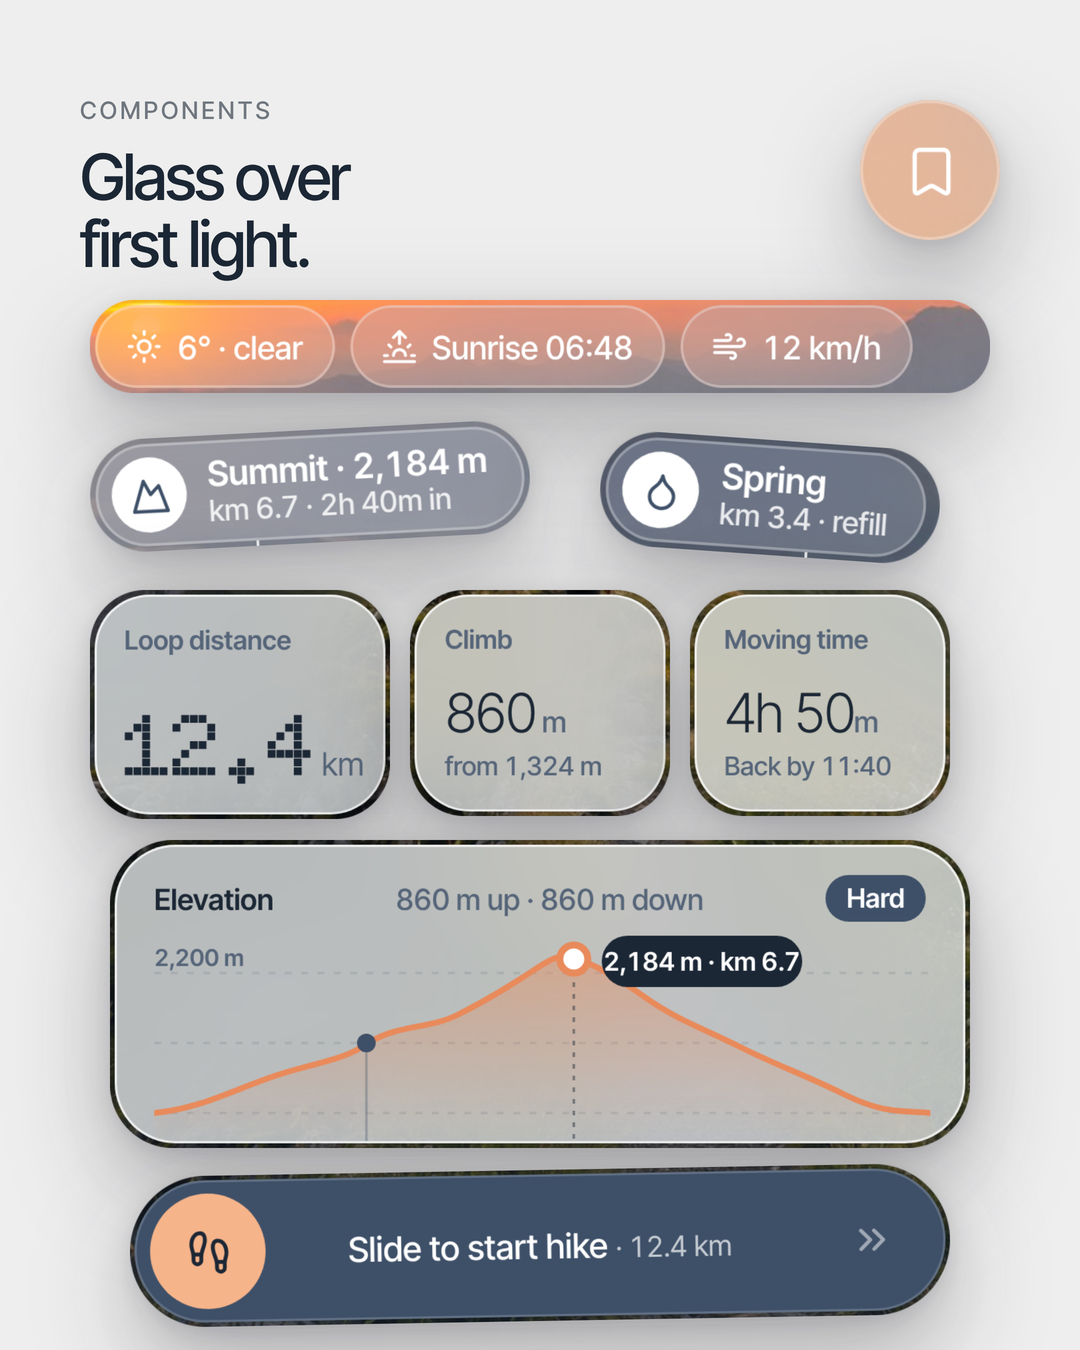 COMPONENTS
Glass over
first light.
6° · clear
Sunrise 06:48
12 km/h
Summit · 2,184 m
km 6.7 · 2h 40m in
Spring
km 3.4 · refill
Loop distance
12.4 km
Climb
860 m
from 1,324 m
Moving time
4h 50m
Back by 11:40
Elevation
860 m up · 860 m down
Hard
2,200 m
2,184 m · km 6.7
Slide to start hike · 12.4 km